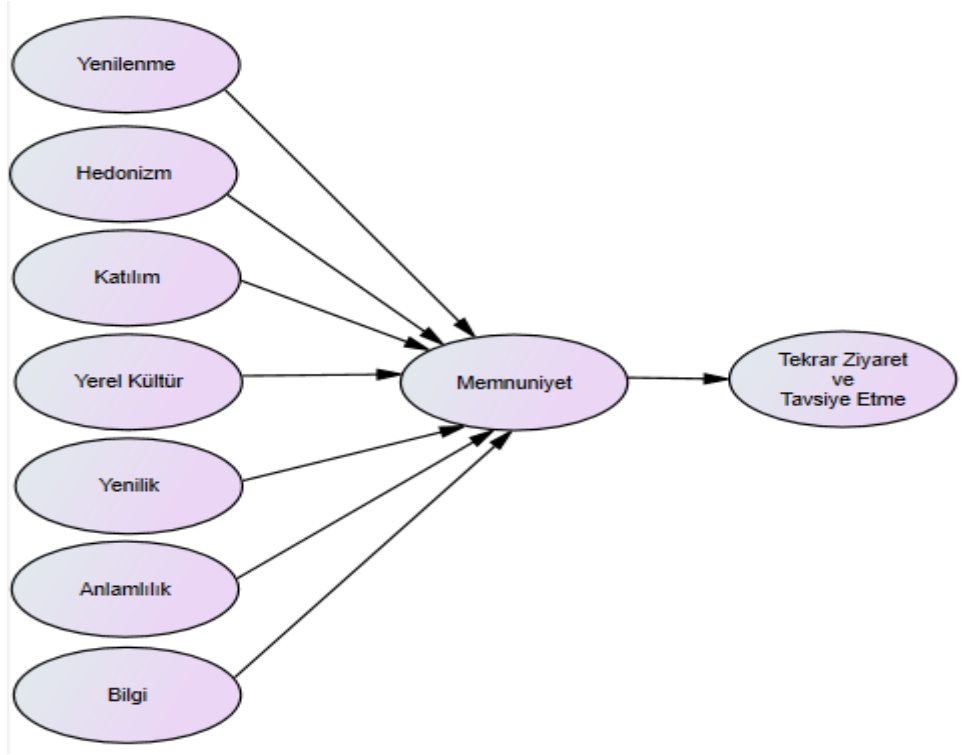 Yenilenme
Hedonizm
Katılım
Yerel Kültür
Yenilik
Anlamlılık
Bilgi
Memnuniyet
Tekrar Ziyaret
ve
Tavsiye Etme